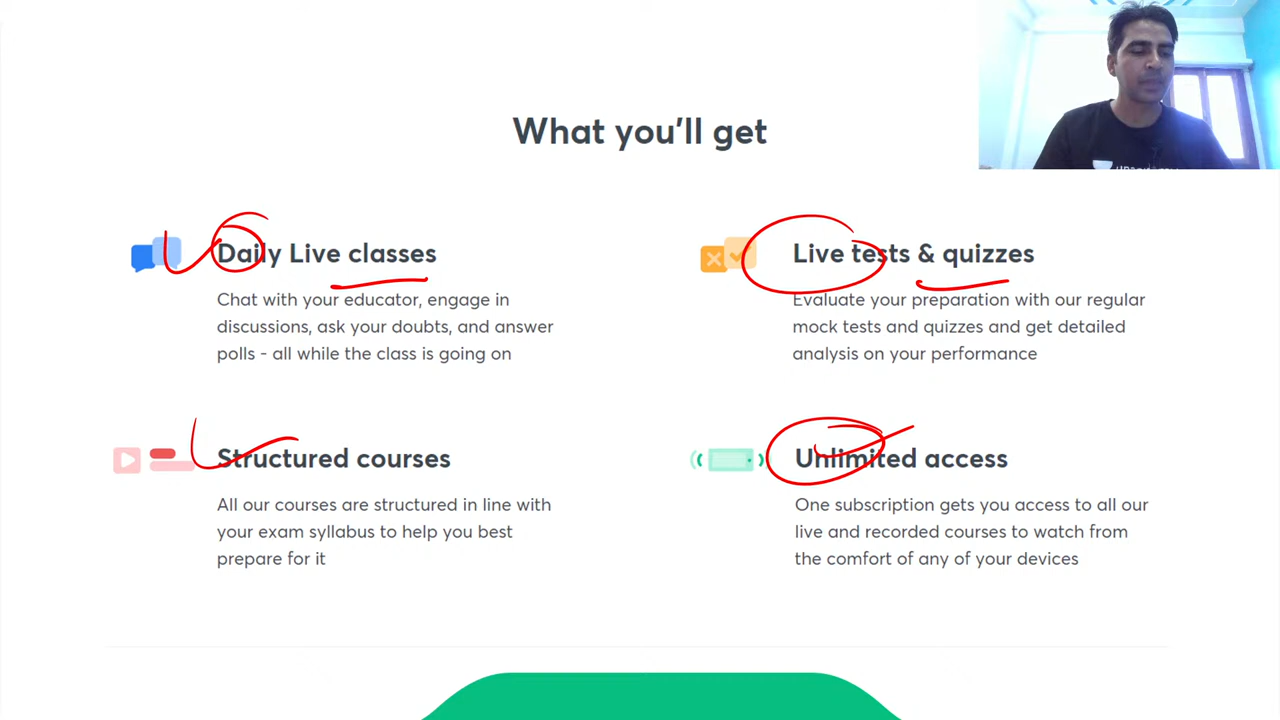 What you'll get
Daily Live classes
Chat with your educator, engage in
discussions, ask your doubts, and answer
polls - all while the class is going on
Live tests & quizzes
Evaluate your preparation with our regular
mock tests and quizzes and get detailed
analysis on your performance
Structured courses
All our courses are structured in line with
your exam syllabus to help you best
prepare for it
Unlimited access
One subscription gets you access to all our
live and recorded courses to watch from
the comfort of any of your devices